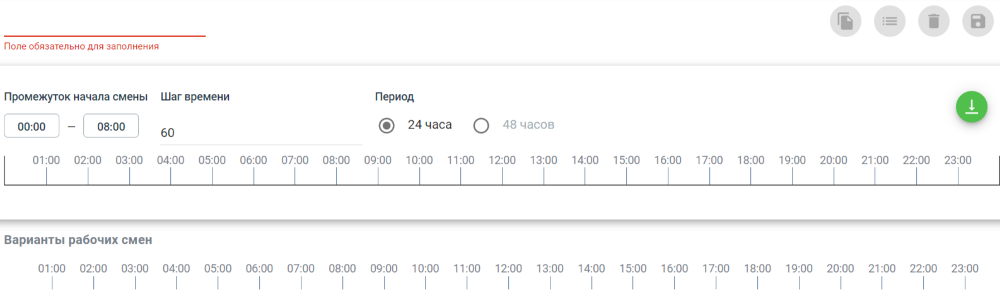 Поле обязательно для заполнения
Промежуток начала смены Шаг времени Период
00:00 – 08:00 60 24 часа 48 часов
01:00 02:00 03:00 04:00 05:00 06:00 07:00 08:00 09:00 10:00 11:00 12:00 13:00 14:00 15:00 16:00 17:00 18:00 19:00 20:00 21:00 22:00 23:00
Варианты рабочих смен
01:00 02:00 03:00 04:00 05:00 06:00 07:00 08:00 09:00 10:00 11:00 12:00 13:00 14:00 15:00 16:00 17:00 18:00 19:00 20:00 21:00 22:00 23:00